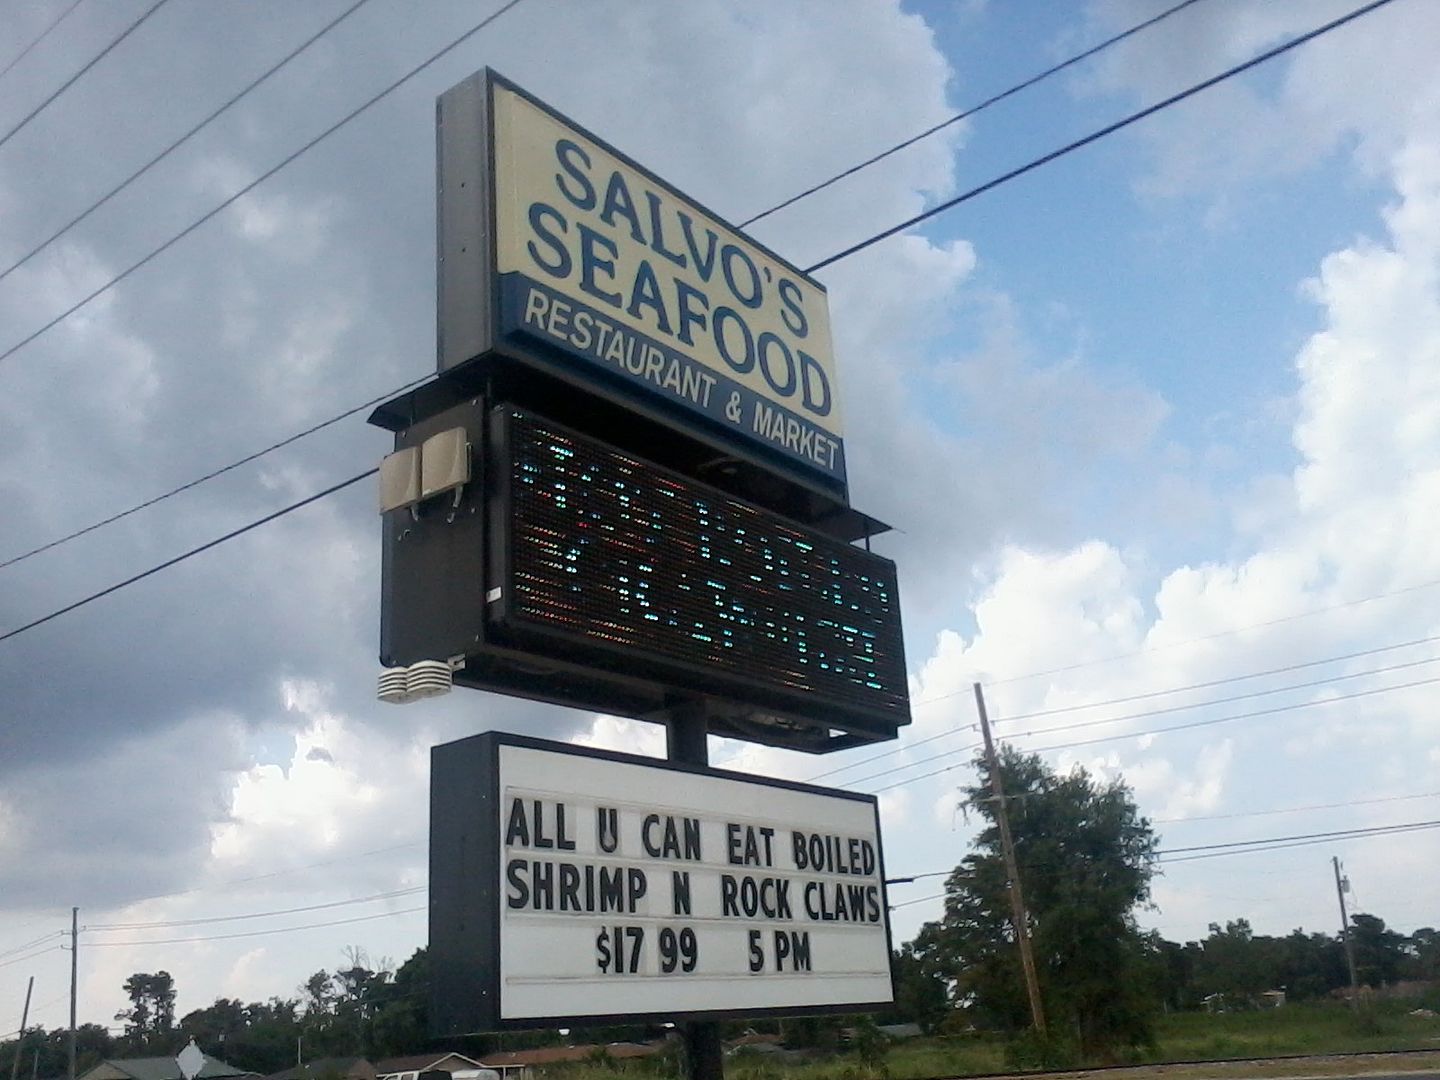 SALVO'S
SEAFOOD
RESTAURANT & MARKET
ALL U CAN EAT BOILED
SHRIMP N ROCK CLAWS
$17 99 5 PM